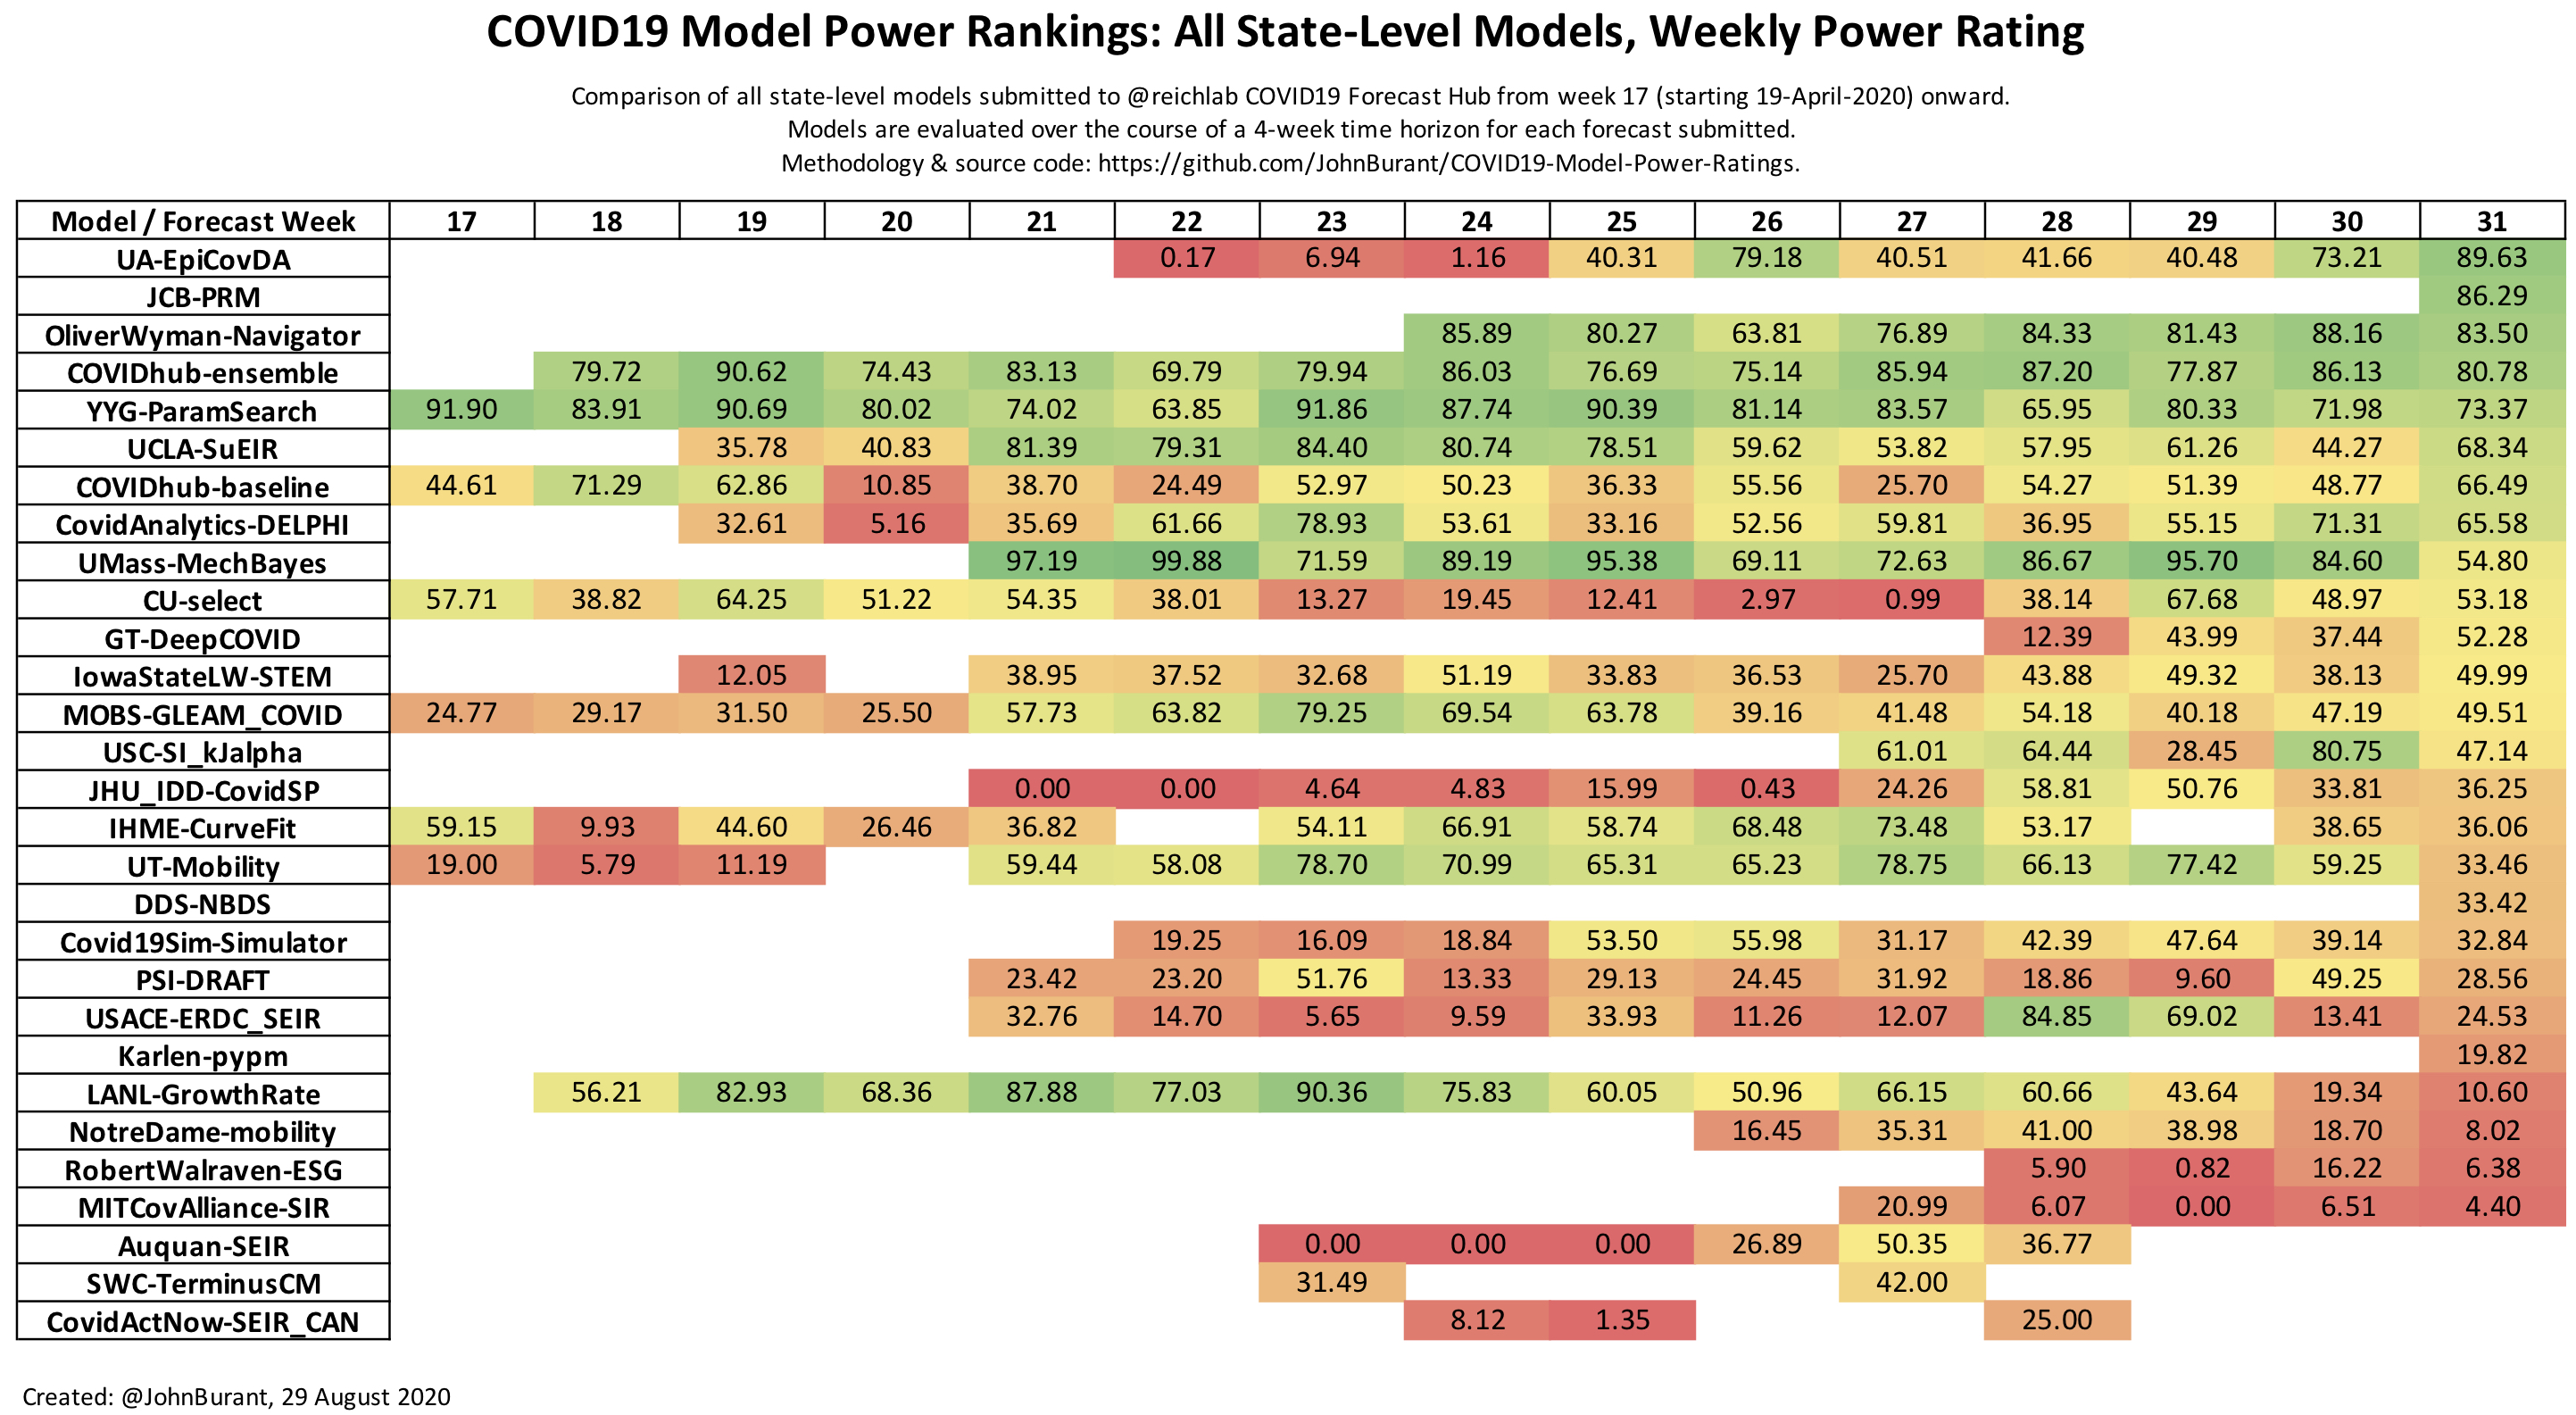 COVID19 Model Power Rankings: All State-Level Models, Weekly Power Rating
Comparison of all state-level models submitted to @reichlab COVID19 Forecast Hub from week 17 (starting 19-April-2020) onward.
Models are evaluated over the course of a 4-week time horizon for each forecast submitted.
Methodology & source code: https://github.com/JohnBurant/COVID19-Model-Power-Ratings.
Model / Forecast Week 17 18 19 20 21 22 23 24 25 26 27 28 29 30 31
UA-EpiCovDA 0.17 6.94 1.16 40.31 79.18 40.51 41.66 40.48 73.21 89.63
JCB-PRM 86.29
OliverWyman-Navigator 85.89 80.27 63.81 76.89 84.33 81.43 88.16 83.50
COVIDhub-ensemble 79.72 90.62 74.43 83.13 69.79 79.94 86.03 76.69 75.14 85.94 87.20 77.87 86.13 80.78
YYG-ParamSearch 91.90 83.91 90.69 80.02 74.02 63.85 91.86 87.74 90.39 81.14 83.57 65.95 80.33 71.98 73.37
UCLA-SuEIR 35.78 40.83 81.39 79.31 84.40 80.74 78.51 59.62 53.82 57.95 61.26 44.27 68.34
COVIDhub-baseline 44.61 71.29 62.86 10.85 38.70 24.49 52.97 50.23 36.33 55.56 25.70 54.27 51.39 48.77 66.49
CovidAnalytics-DELPHI 32.61 5.16 35.69 61.66 78.93 53.61 33.16 52.56 59.81 36.95 55.15 71.31 65.58
UMass-MechBayes 97.19 99.88 71.59 89.19 95.38 69.11 72.63 86.67 95.70 84.60 54.80
CU-select 57.71 38.82 64.25 51.22 54.35 38.01 13.27 19.45 12.41 2.97 0.99 38.14 67.68 48.97 53.18
GT-DeepCOVID 12.39 43.99 37.44 52.28
IowaStateLW-STEM 12.05 38.95 37.52 32.68 51.19 33.83 36.53 25.70 43.88 49.32 38.13 49.99
MOBS-GLEAM_COVID 24.77 29.17 31.50 25.50 57.73 63.82 79.25 69.54 63.78 39.16 41.48 54.18 40.18 47.19 49.51
USC-SI_kJalpha 61.01 64.44 28.45 80.75 47.14
JHU_IDD-CovidSP 0.00 0.00 4.64 4.83 15.99 0.43 24.26 58.81 50.76 33.81 36.25
IHME-CurveFit 59.15 9.93 44.60 26.46 36.82 54.11 66.91 58.74 68.48 73.48 53.17 38.65 36.06
UT-Mobility 19.00 5.79 11.19 59.44 58.08 78.70 70.99 65.31 65.23 78.75 66.13 77.42 59.25 33.46
DDS-NBDS 33.42
Covid19Sim-Simulator 19.25 16.09 18.84 53.50 55.98 31.17 42.39 47.64 39.14 32.84
PSI-DRAFT 23.42 23.20 51.76 13.33 29.13 24.45 31.92 18.86 9.60 49.25 28.56
USACE-ERDC_SEIR 32.76 14.70 5.65 9.59 33.93 11.26 12.07 84.85 69.02 13.41 24.53
Karlen-pypm 19.82
LANL-GrowthRate 56.21 82.93 68.36 87.88 77.03 90.36 75.83 60.05 50.96 66.15 60.66 43.64 19.34 10.60
NotreDame-mobility 16.45 35.31 41.00 38.98 18.70 8.02
RobertWalraven-ESG 5.90 0.82 16.22 6.38
MITCovAlliance-SIR 20.99 6.07 0.00 6.51 4.40
Auquan-SEIR 0.00 0.00 0.00 26.89 50.35 36.77
SWC-TerminusCM 31.49 42.00
CovidActNow-SEIR_CAN 8.12 1.35 25.00
Created: @JohnBurant, 29 August 2020